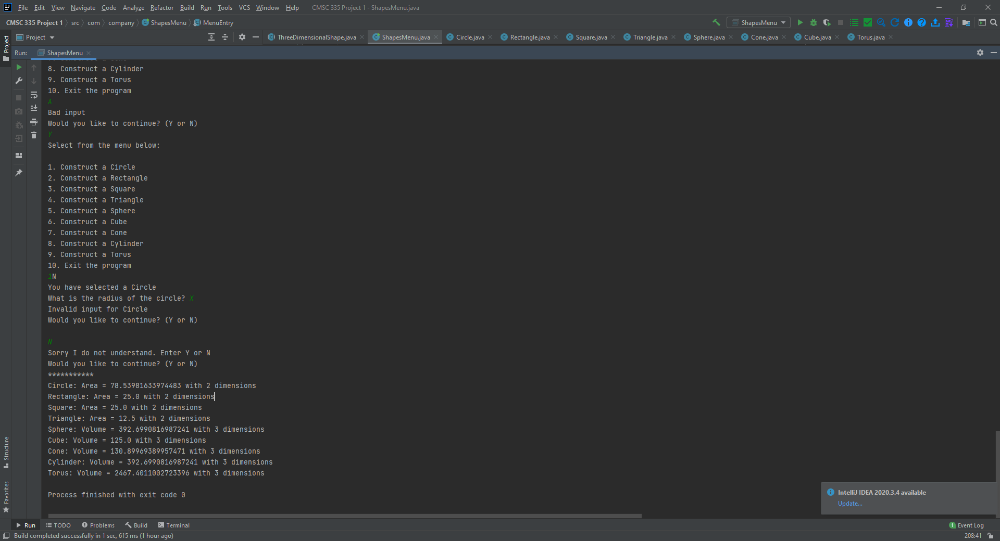 IJ File Edit View Navigate Code Analyze Refactor Build Run Tools VCS Window Help CMSC 335 Project 1 - ShapesMenu.java
CMSC 335 Project 1 src com company ShapesMenu MenuEntry ShapesMenu
Project ThreeDimensionalShape.java ShapesMenu.java Circle.java Rectangle.java Square.java Triangle.java Sphere.java Cone.java Cube.java Torus.java
Project
Run: ShapesMenu
8. Construct a Cylinder
9. Construct a Torus
10. Exit the program
A
Bad input
Would you like to continue? (Y or N)
Y
Select from the menu below:
1. Construct a Circle
2. Construct a Rectangle
3. Construct a Square
4. Construct a Triangle
5. Construct a Sphere
6. Construct a Cube
7. Construct a Cone
8. Construct a Cylinder
9. Construct a Torus
10. Exit the program
1N
You have selected a Circle
What is the radius of the circle? X
Invalid input for Circle
Would you like to continue? (Y or N)
N
Sorry I do not understand. Enter Y or N
Would you like to continue? (Y or N)
***********
Circle: Area = 78.53981633974483 with 2 dimensions
Rectangle: Area = 25.0 with 2 dimensions
Square: Area = 25.0 with 2 dimensions
Triangle: Area = 12.5 with 2 dimensions
Sphere: Volume = 392.6990816987241 with 3 dimensions
Cube: Volume = 125.0 with 3 dimensions
Cone: Volume = 130.89969389957471 with 3 dimensions
Cylinder: Volume = 392.6990816987241 with 3 dimensions
Torus: Volume = 2467.4011002723396 with 3 dimensions
Process finished with exit code 0
Structure
Favorites
IntelliJ IDEA 2020.3.4 available
Update...
Run TODO Problems Build Terminal 1 Event Log
Build completed successfully in 1 sec, 615 ms (1 hour ago) 208:41